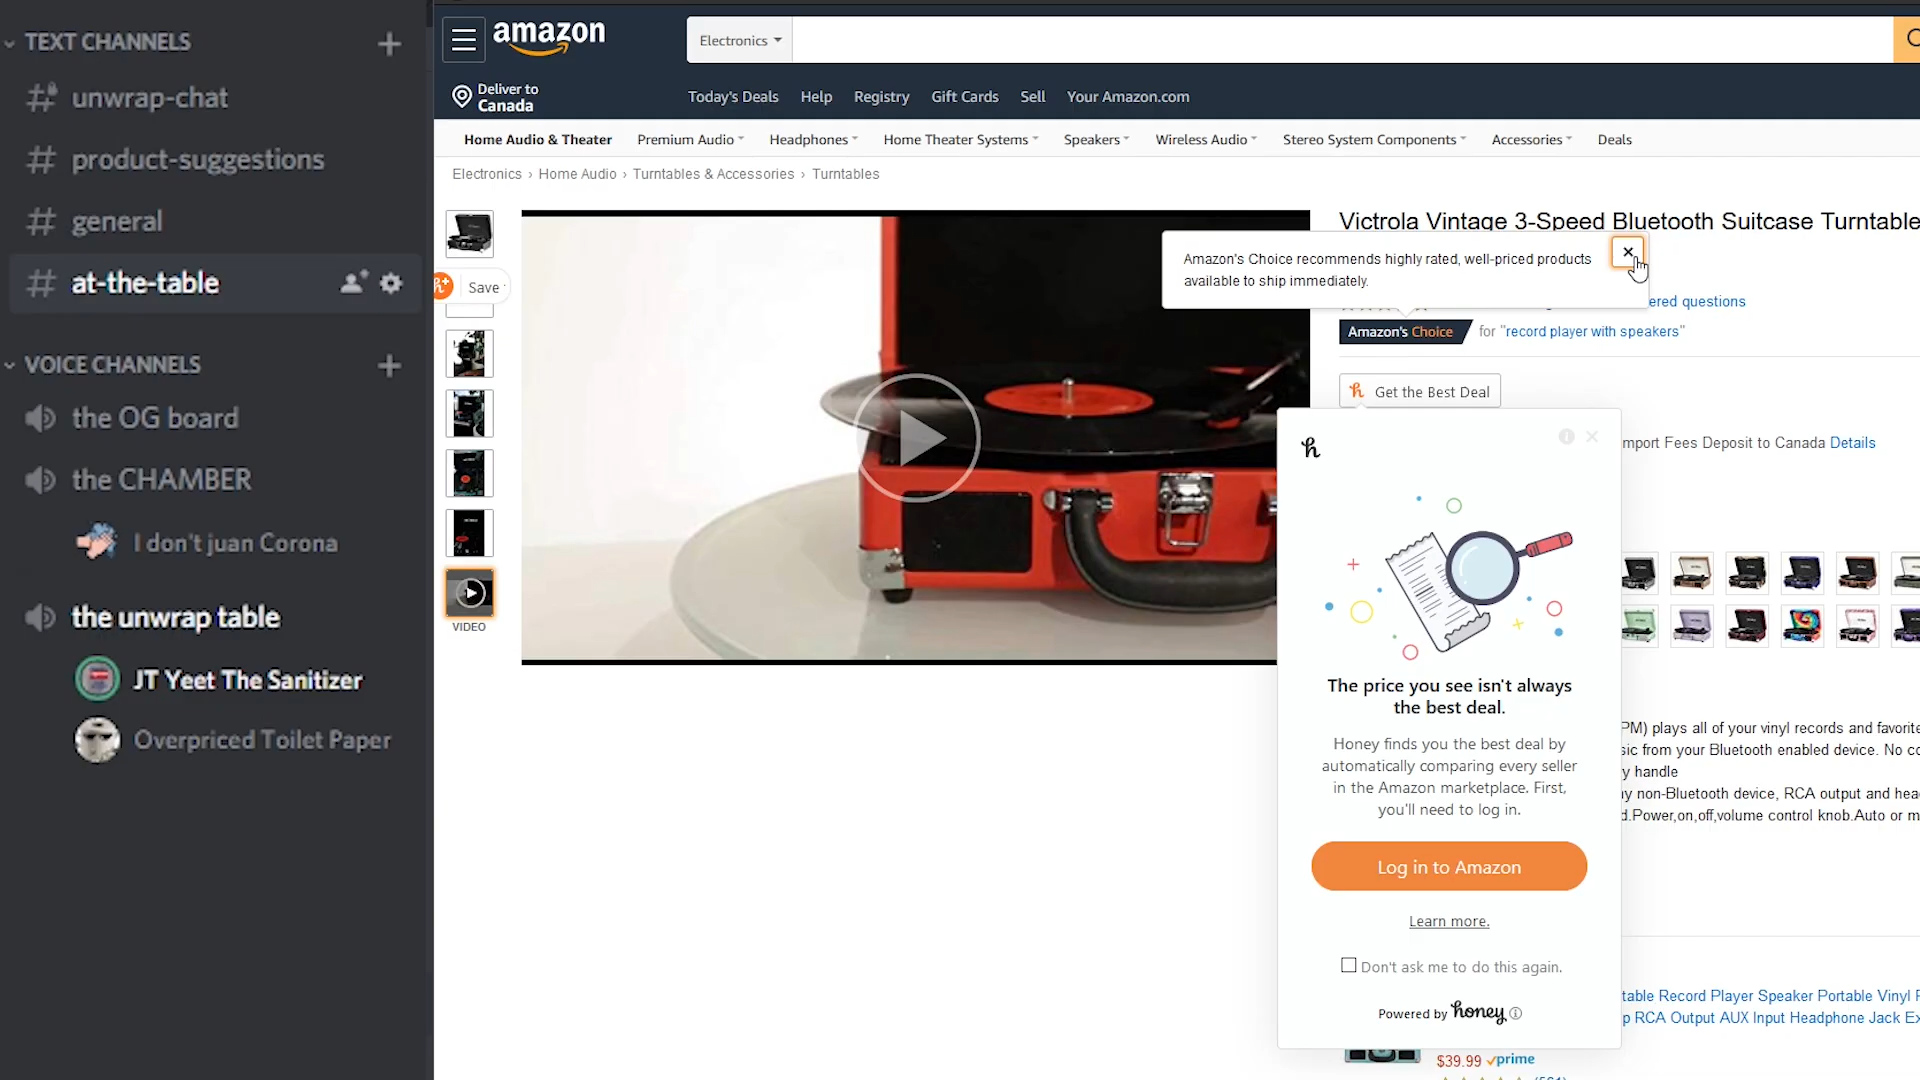 TEXT CHANNELS
unwrap-chat
product-suggestions
general
at-the-table
VOICE CHANNELS
the OG board
the CHAMBER
I don't juan Corona
the unwrap table
JT Yeet The Sanitizer
Overpriced Toilet Paper
amazon
Electronics
Deliver to
Canada
Today's Deals Help Registry Gift Cards Sell Your Amazon.com
Home Audio & Theater Premium Audio Headphones Home Theater Systems Speakers Wireless Audio Stereo System Components Accessories Deals
Electronics › Home Audio › Turntables & Accessories › Turntables
Save
VIDEO
Victrola Vintage 3-Speed Bluetooth Suitcase Turntable
Amazon's Choice recommends highly rated, well-priced products
available to ship immediately.
ered questions
Amazon's Choice for "record player with speakers"
Get the Best Deal
mport Fees Deposit to Canada Details
h
The price you see isn't always
the best deal.
Honey finds you the best deal by
automatically comparing every seller
in the Amazon marketplace. First,
you'll need to log in.
Log in to Amazon
Learn more.
Don't ask me to do this again.
Powered by honey
PM) plays all of your vinyl records and favorite
sic from your Bluetooth enabled device. No
y handle
ny non-Bluetooth device, RCA output and
d.Power,on,off,volume control knob.Auto or
table Record Player Speaker Portable Vinyl
p RCA Output AUX Input Headphone Jack
$39.99 prime